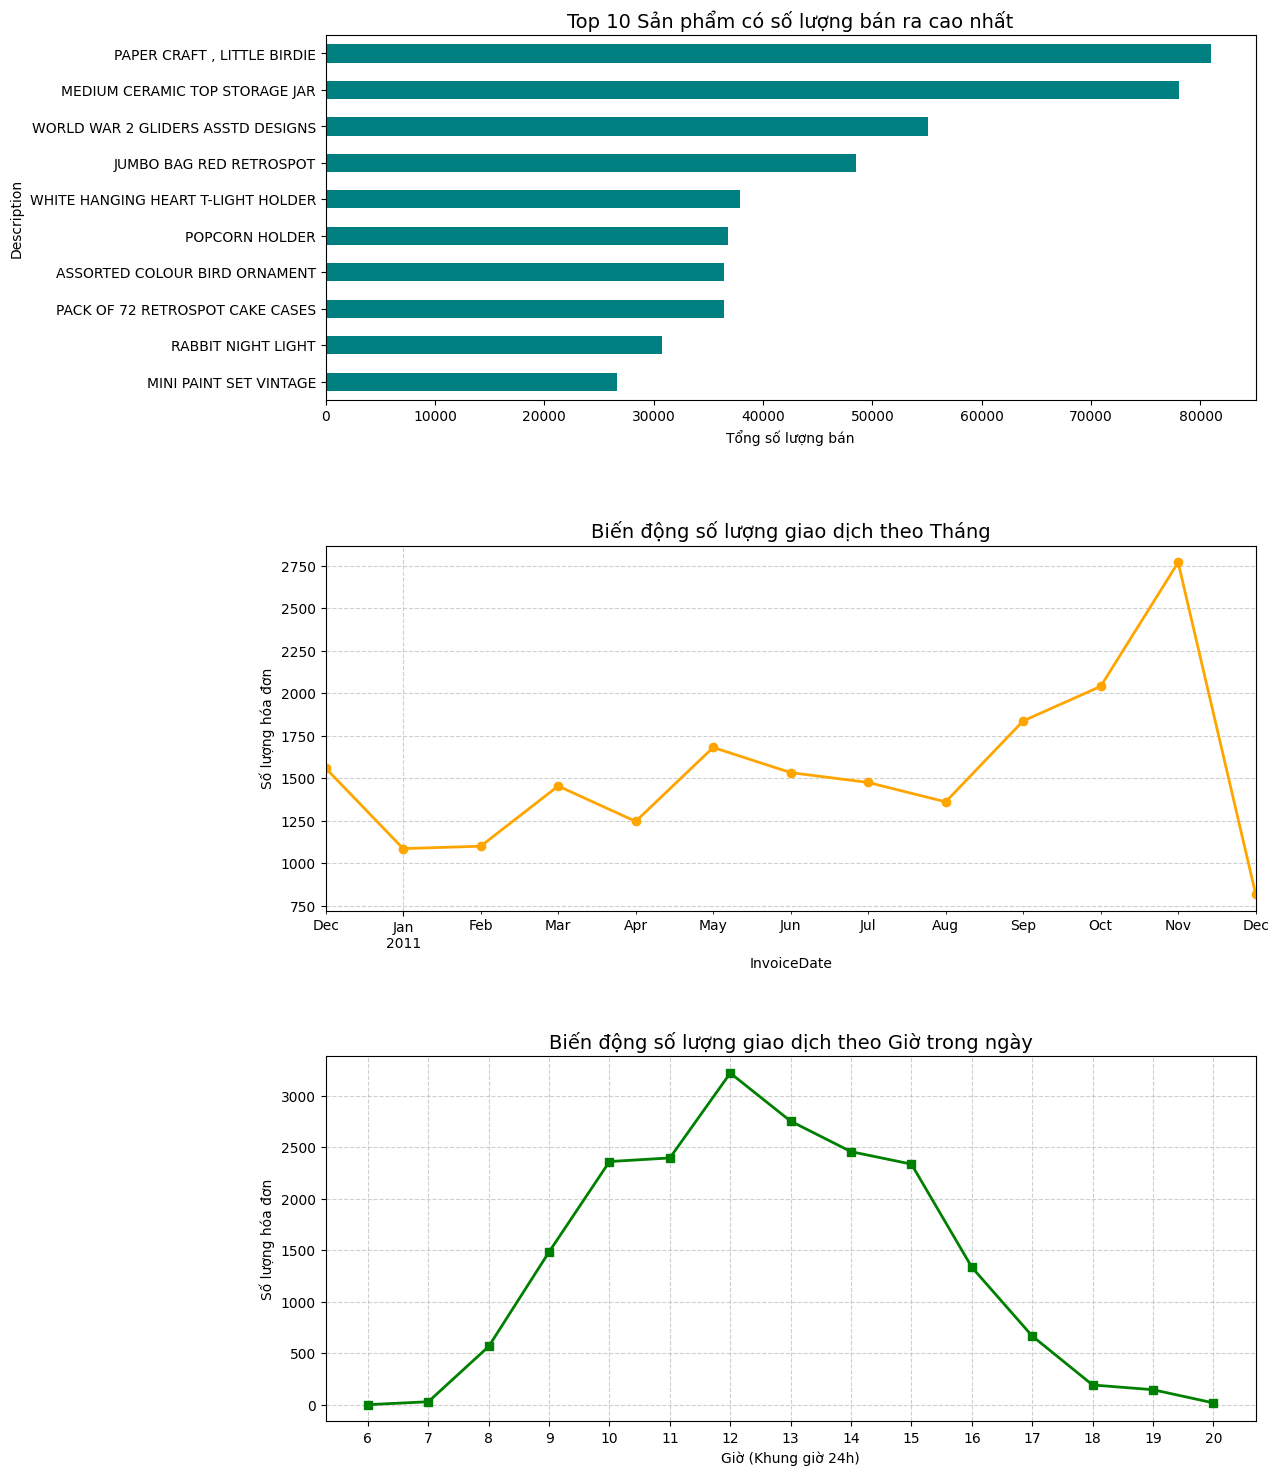 Top 10 Sản phẩm có số lượng bán ra cao nhất
Description
PAPER CRAFT , LITTLE BIRDIE
MEDIUM CERAMIC TOP STORAGE JAR
WORLD WAR 2 GLIDERS ASSTD DESIGNS
JUMBO BAG RED RETROSPOT
WHITE HANGING HEART T-LIGHT HOLDER
POPCORN HOLDER
ASSORTED COLOUR BIRD ORNAMENT
PACK OF 72 RETROSPOT CAKE CASES
RABBIT NIGHT LIGHT
MINI PAINT SET VINTAGE
0 10000 20000 30000 40000 50000 60000 70000 80000
Tổng số lượng bán
Biến động số lượng giao dịch theo Tháng
Số lượng hóa đơn
2750
2500
2250
2000
1750
1500
1250
1000
750
Dec Jan Feb Mar Apr May Jun Jul Aug Sep Oct Nov Dec
2011
InvoiceDate
Biến động số lượng giao dịch theo Giờ trong ngày
Số lượng hóa đơn
3000
2500
2000
1500
1000
500
0
6 7 8 9 10 11 12 13 14 15 16 17 18 19 20
Giờ (Khung giờ 24h)